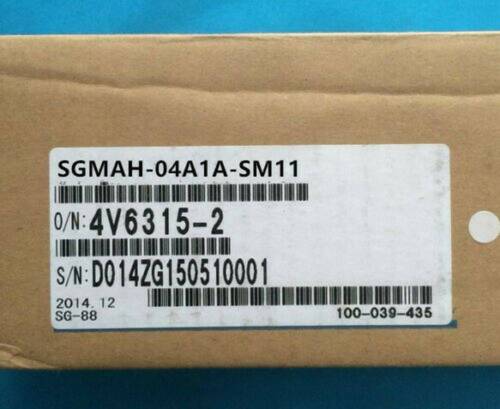 SGMAH-04A1A-SM11
O/N: 4V6315-2
S/N: D014ZG150510001
2014.12
SG-88
100-039-435